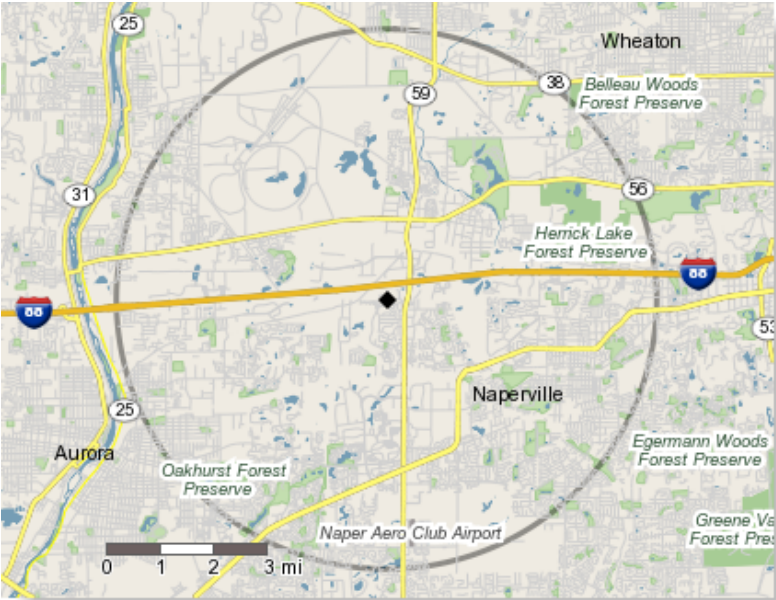 25
Wheaton
38
Belleau Woods
Forest Preserve
59
31
56
Herrick Lake
Forest Preserve
88
88
53
Naperville
25
Aurora
Egermann Woods
Forest Preserve
Oakhurst Forest
Preserve
Greene Va
Forest Pres
Naper Aero Club Airport
0 1 2 3 mi